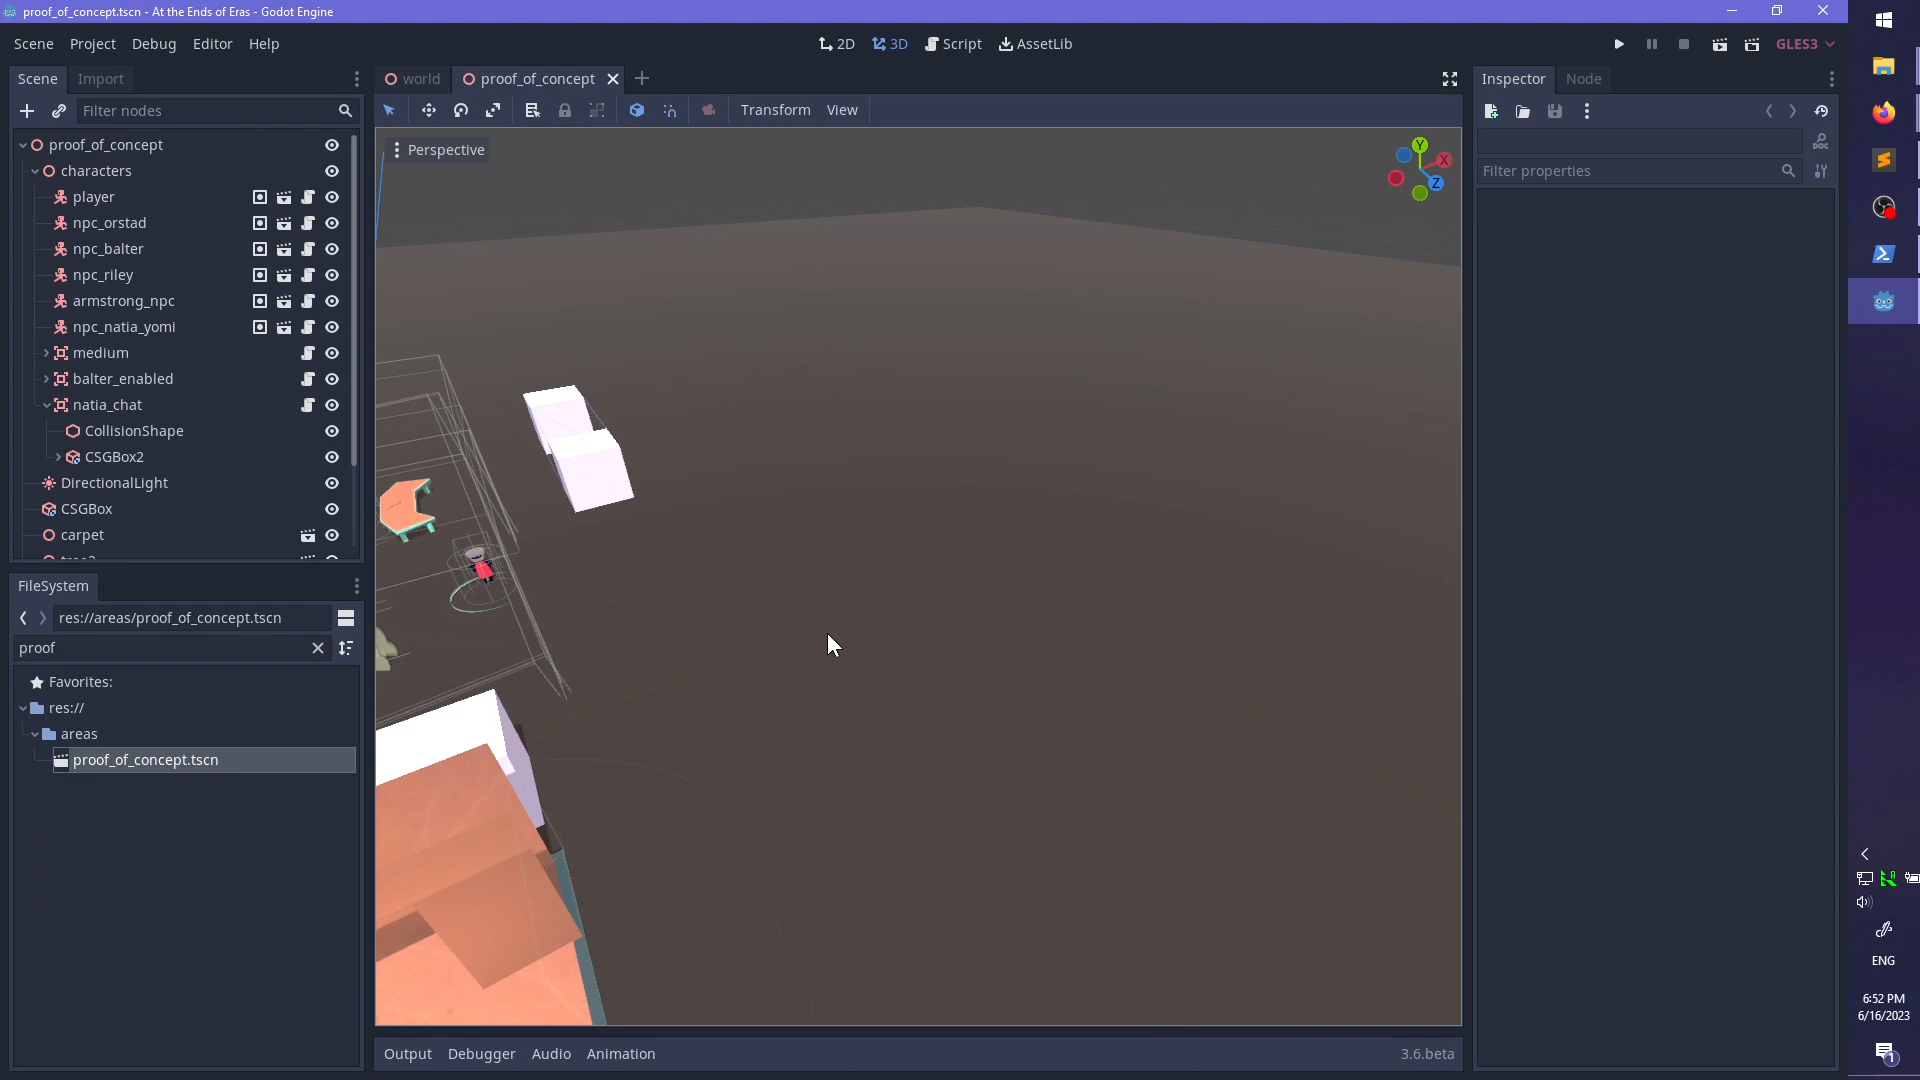 proof_of_concept.tscn - At the Ends of Eras - Godot Engine
Scene Project Debug Editor Help
2D 3D Script AssetLib
GLES3
Scene Import
Filter nodes
proof_of_concept
characters
player
npc_orstad
npc_balter
npc_riley
armstrong_npc
npc_natia_yomi
medium
balter_enabled
natia_chat
CollisionShape
CSGBox2
DirectionalLight
CSGBox
carpet
FileSystem
res://areas/proof_of_concept.tscn
proof
Favorites:
res://
areas
proof_of_concept.tscn
world proof_of_concept
Transform View
Perspective
Y
X
Z
Output Debugger Audio Animation
3.6.beta
Inspector Node
DOC
Filter properties
ENG
6:52 PM
6/16/2023
1